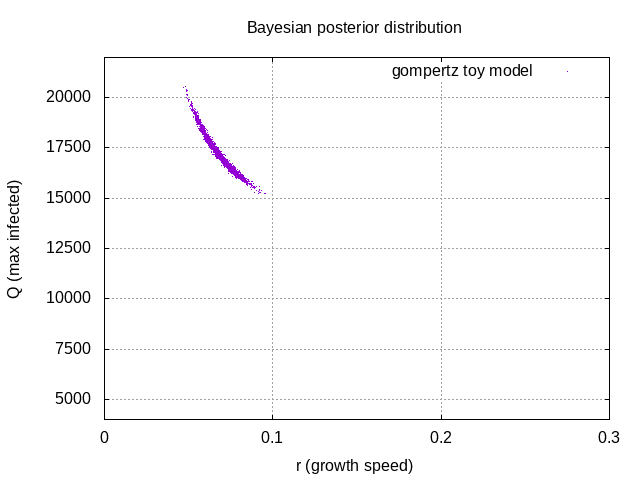 Bayesian posterior distribution
gompertz toy model
20000
17500
15000
12500
10000
7500
5000
Q (max infected)
0
0.1
0.2
0.3
r (growth speed)